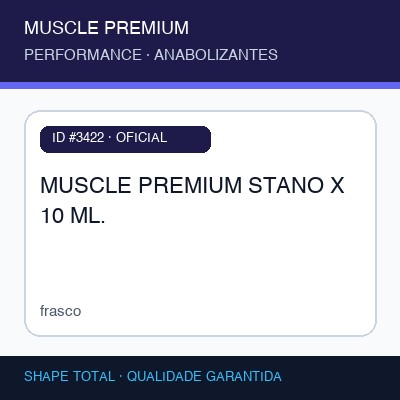 MUSCLE PREMIUM
PERFORMANCE · ANABOLIZANTES
ID #3422 · OFICIAL
MUSCLE PREMIUM STANO X
10 ML.
frasco
SHAPE TOTAL · QUALIDADE GARANTIDA